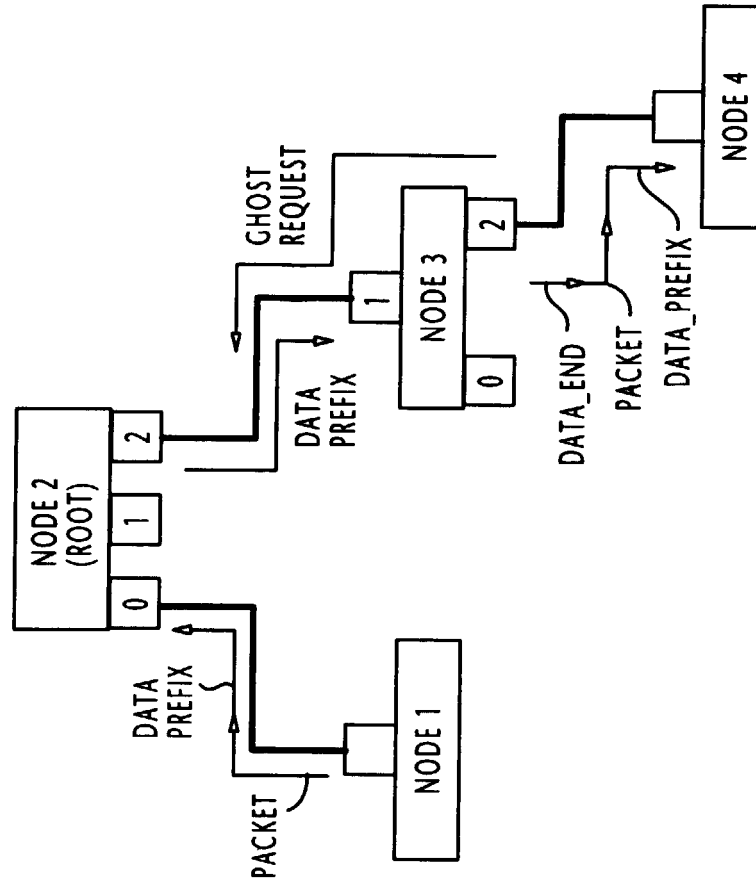 NODE 2
(ROOT)
0
1
2
DATA
PREFIX
PACKET
NODE 1
DATA
PREFIX
GHOST
REQUEST
1
NODE 3
0
2
DATA_END
PACKET
DATA_PREFIX
NODE 4